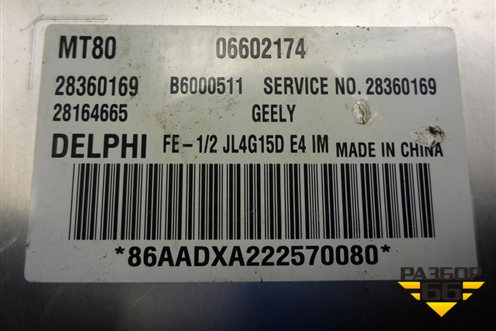 MT80 06602174
28360169 B6000511 SERVICE NO. 28360169
28164665 GEELY
DELPHI FE-1/2 JL4G15D E4 IM MADE IN CHINA
*86AADXA222570080*
РАЗБОР
66